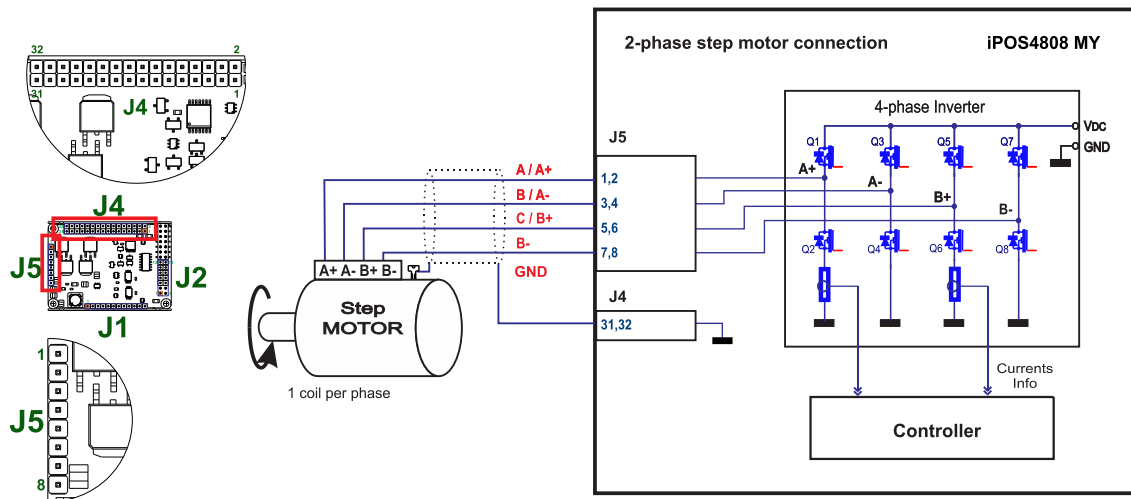 32
2
31
J4
1
J4
J5
J2
J1
1
J5
8
2-phase step motor connection
iPOS4808 MY
4-phase Inverter
VDC
GND
Q1
Q3
Q5
Q7
A+
A-
B+
B-
Q2
Q4
Q6
Q8
J5
1,2
3,4
5,6
7,8
A / A+
B / A-
C / B+
B-
GND
J4
31,32
A+ A- B+ B-
Step
MOTOR
1 coil per phase
Currents
Info
Controller